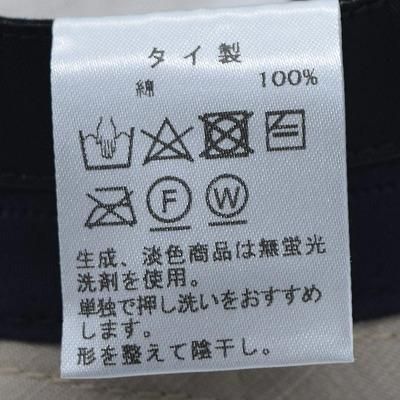 タイ製
綿 100%
F W
生成、淡色商品は無蛍光
洗剤を使用。
単独で押し洗いをおすすめ
します。
形を整えて陰干し。